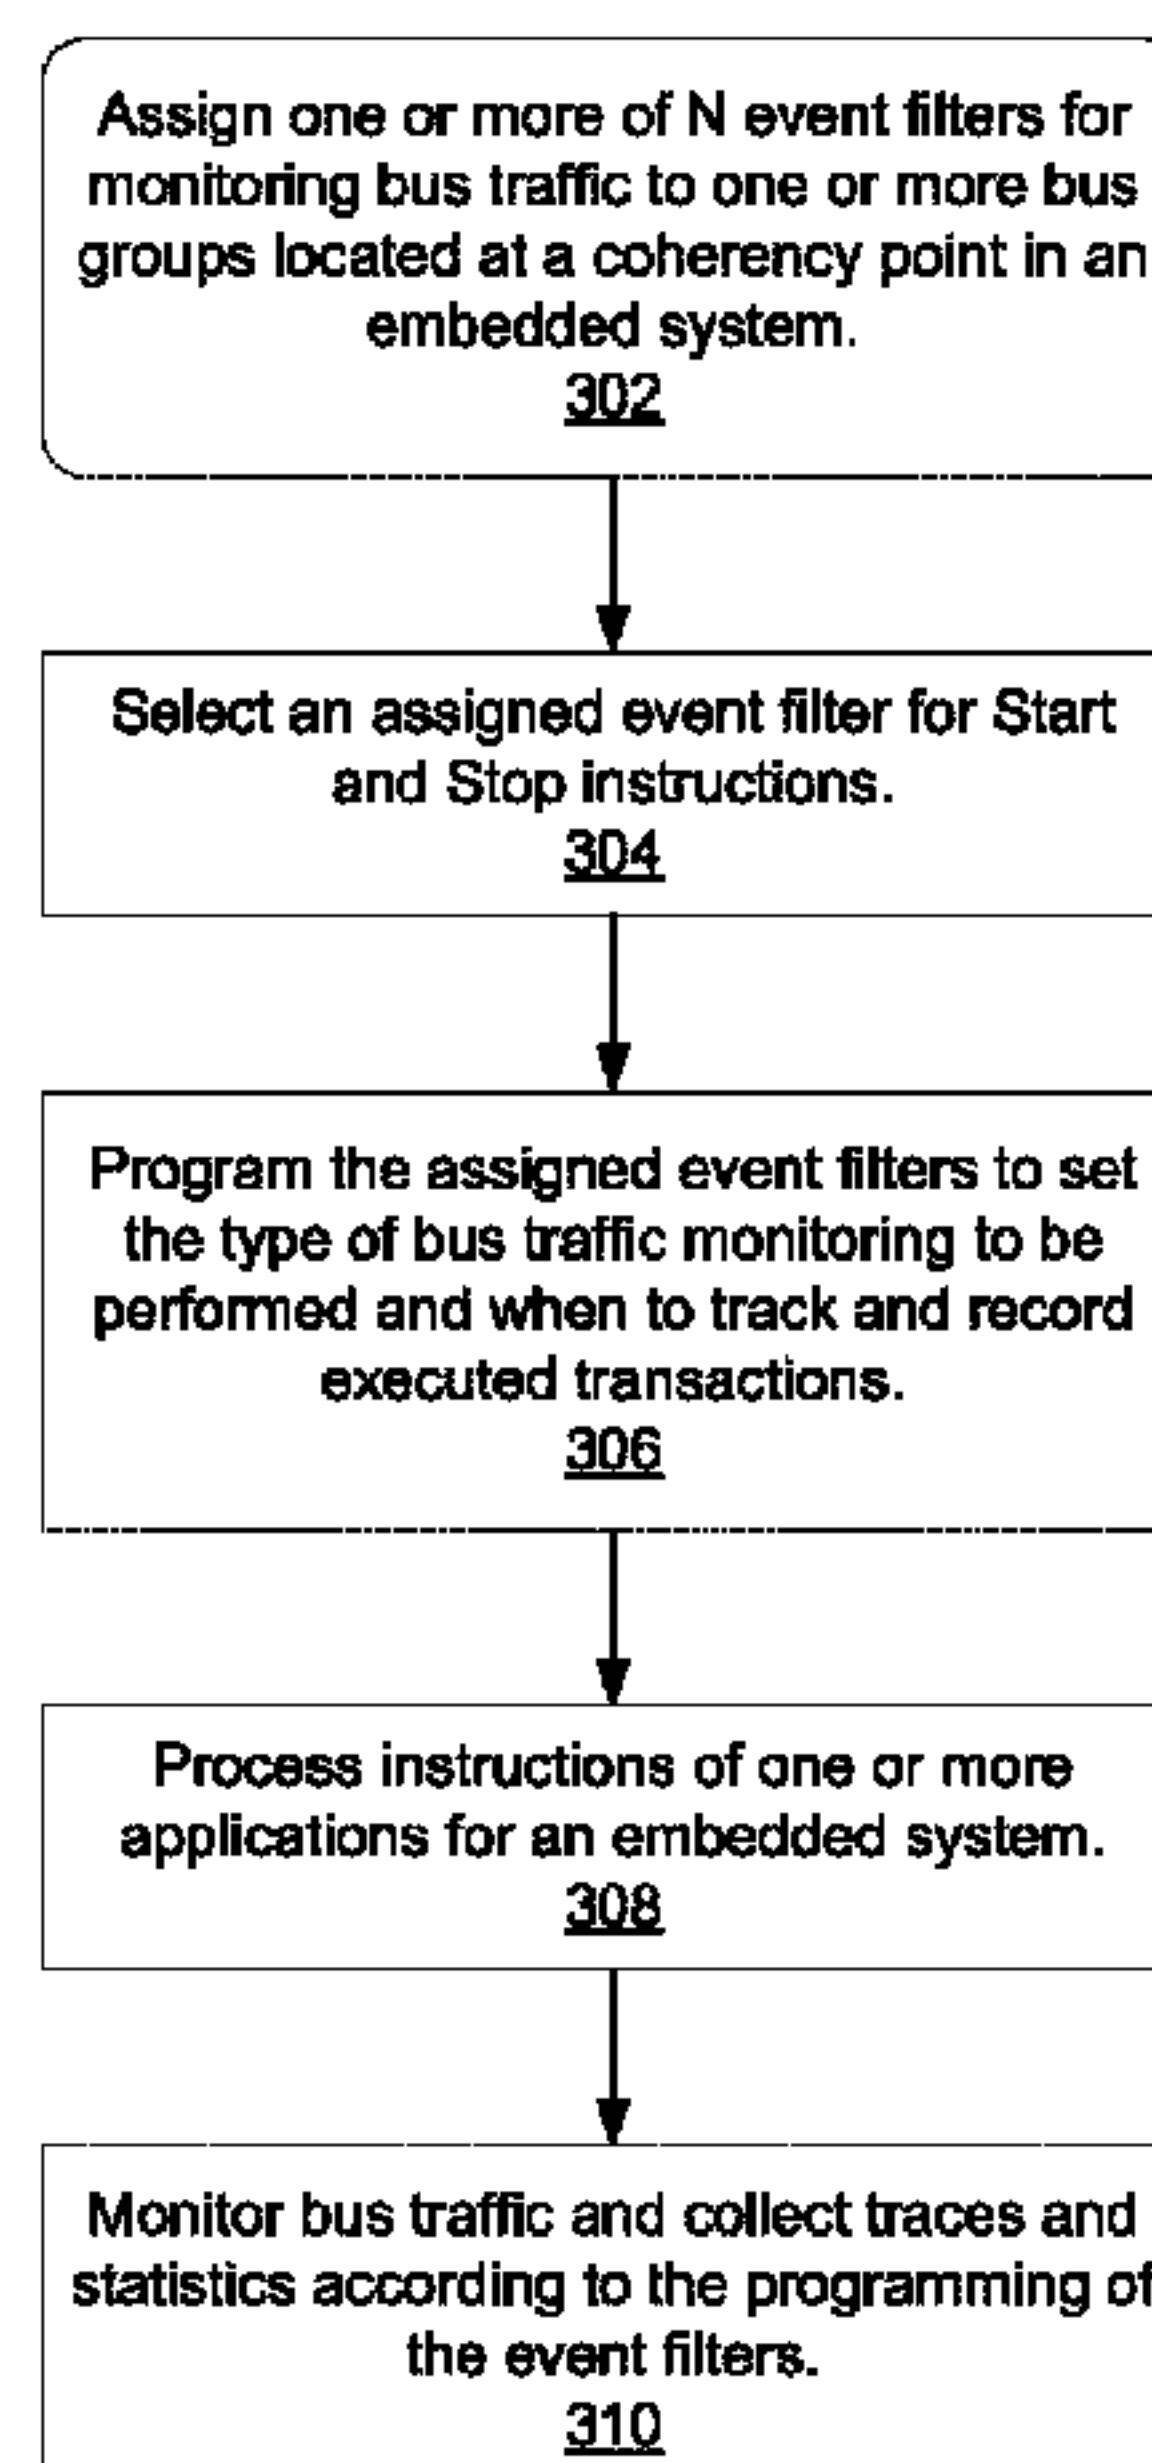 Assign one or more of N event filters for
monitoring bus traffic to one or more bus
groups located at a coherency point in an
embedded system.
302
Select an assigned event filter for Start
and Stop instructions.
304
Program the assigned event filters to set
the type of bus traffic monitoring to be
performed and when to track and record
executed transactions.
306
Process instructions of one or more
applications for an embedded system.
308
Monitor bus traffic and collect traces and
statistics according to the programming of
the event filters.
310